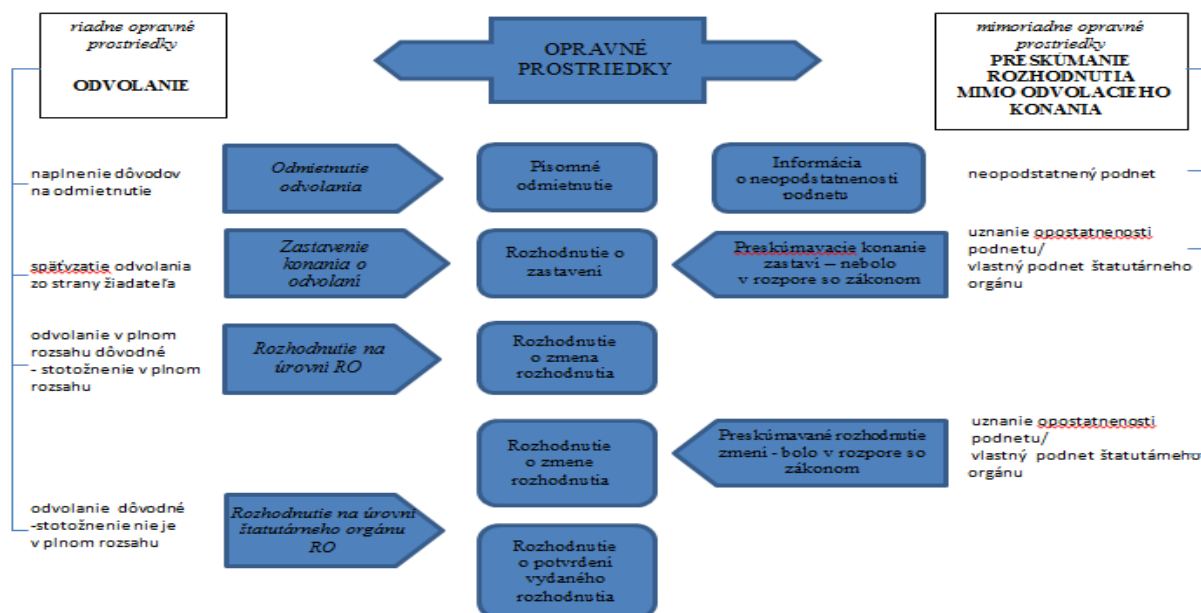 riadne opravné
prostriedky
ODVOLANIE
OPRAVNÉ
PROSTRIEDKY
mimoriadne opravné
prostriedky
PRESKÚMANIE
ROZHODNUTIA
MIMO ODVOLACIEHO
KONANIA
naplnenie dôvodov
na odmietnutie
Odmietnutie
odvolania
Písomné
odmietnutie
Informácia
o neopodstatnenosti
podnetu
neopodstatnený podnet
späťvzatie odvolania
zo strany žiadateľa
Zastavenie
konania o
odvolaní
Rozhodnutie o
zastavení
Preskúmavacie konanie
zastaví – nebolo
v rozpore so zákonom
uznanie opostatnenosti
podnetu/
vlastný podnet štatutárneho
orgánu
odvolanie v plnom
rozsahu dôvodné
- stotožnenie v plnom
rozsahu
Rozhodnutie na
úrovni RO
Rozhodnutie
o zmena
rozhodnutia
Rozhodnutie
o zmene
rozhodnutia
Preskúmavané rozhodnutie
zmení - bolo v rozpore so
zákonom
uznanie opostatnenosti
podnetu/
vlastný podnet štatutárneho
orgánu
odvolanie dôvodné
-stotožnenie nie je
v plnom rozsahu
Rozhodnutie na úrovni
štatutárneho orgánu
RO
Rozhodnutie
o potvrdení
vydaného
rozhodnutia